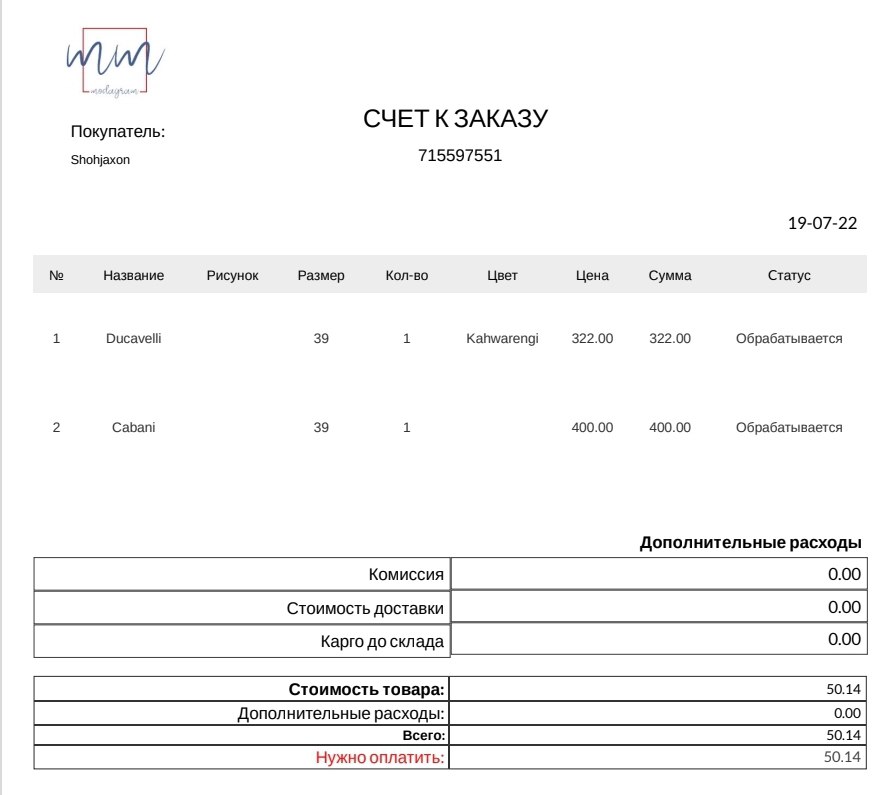 mm
modagram
СЧЕТ К ЗАКАЗУ
Покупатель:
715597551
Shohjaxon
19-07-22
№ Название Рисунок Размер Кол-во Цвет Цена Сумма Статус
1 Ducavelli 39 1 Kahwarengi 322.00 322.00 Обрабатывается
2 Cabani 39 1 400.00 400.00 Обрабатывается
Дополнительные расходы
Комиссия 0.00
Стоимость доставки 0.00
Карго до склада 0.00
Стоимость товара: 50.14
Дополнительные расходы: 0.00
Всего: 50.14
Нужно оплатить: 50.14